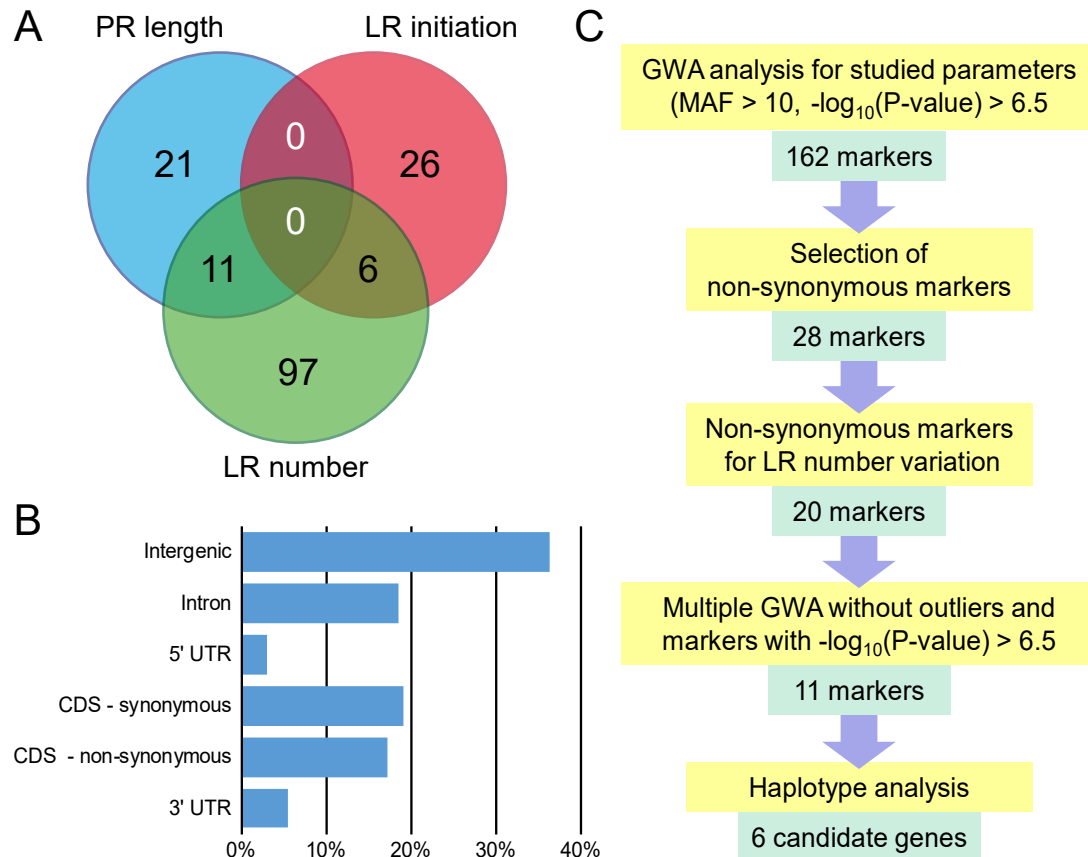 A
PR length
LR initiation
0
21
26
0
11
6
97
LR number
B
Intergenic
Intron
5' UTR
CDS - synonymous
CDS - non-synonymous
3' UTR
0%
10%
20%
30%
40%
C
GWA analysis for studied parameters
(MAF > 10, -log₁₀(P-value) > 6.5
162 markers
Selection of
non-synonymous markers
28 markers
Non-synonymous markers
for LR number variation
20 markers
Multiple GWA without outliers and
markers with -log₁₀(P-value) > 6.5
11 markers
Haplotype analysis
6 candidate genes